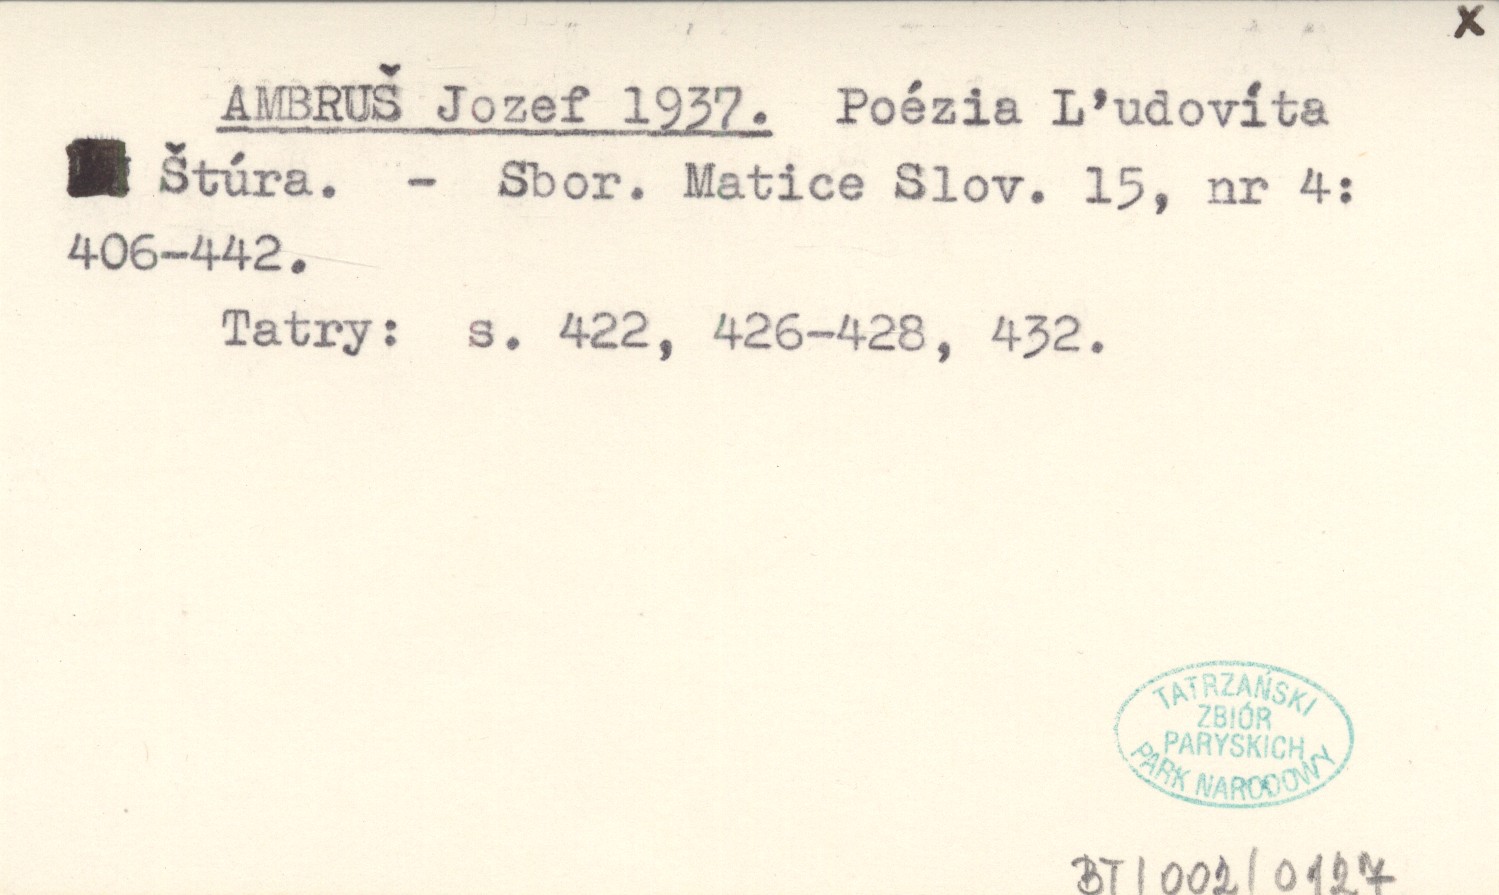 x
AMBRUŠ Jozef 1937. Poézia L'udovíta
Štúra. - Sbor. Matice Slov. 15, nr 4:
406-442.
Tatry: s. 422, 426-428, 432.
TATRZAŃSKI
ZBIÓR
PARYSKICH
PARK NARODOWY
BT/002/0127